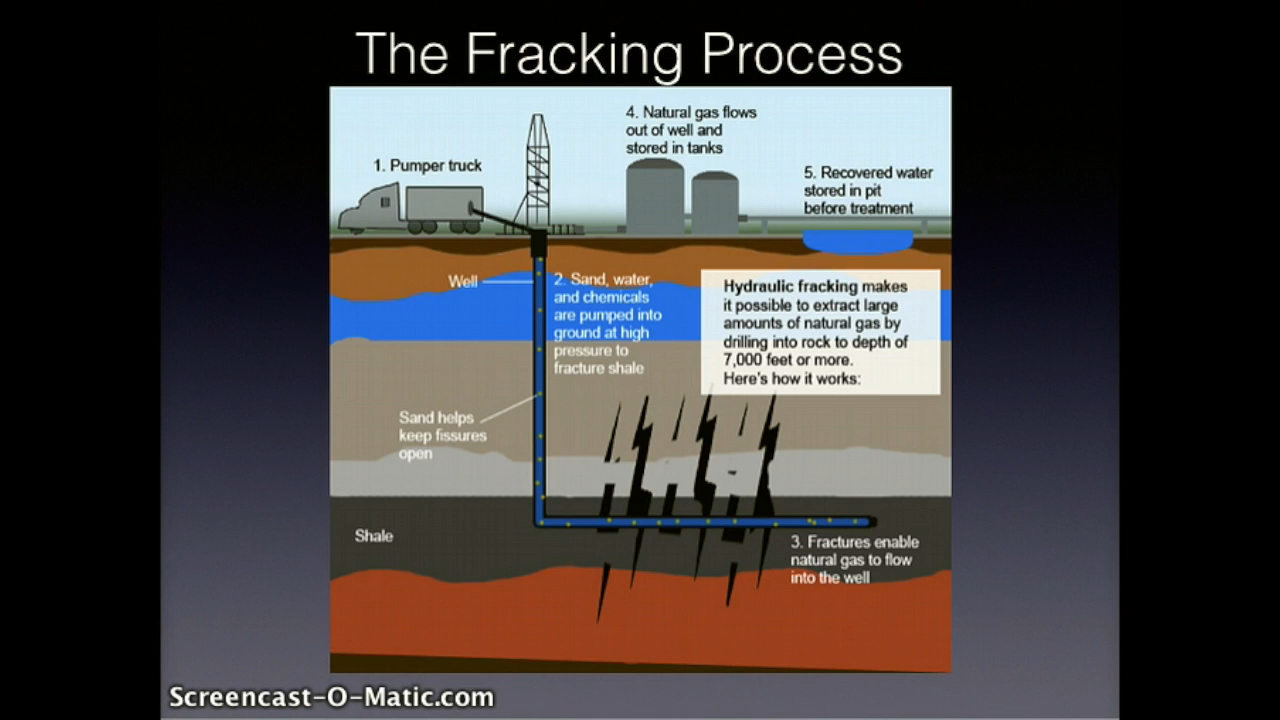 The Fracking Process
1. Pumper truck
4. Natural gas flows
out of well and
stored in tanks
5. Recovered water
stored in pit
before treatment
Well
2. Sand, water,
and chemicals
are pumped into
ground at high
pressure to
fracture shale
Hydraulic fracking makes
it possible to extract large
amounts of natural gas by
drilling into rock to depth of
7,000 feet or more.
Here's how it works:
Sand helps
keep fissures
open
Shale
3. Fractures enable
natural gas to flow
into the well
Screencast-O-Matic.com